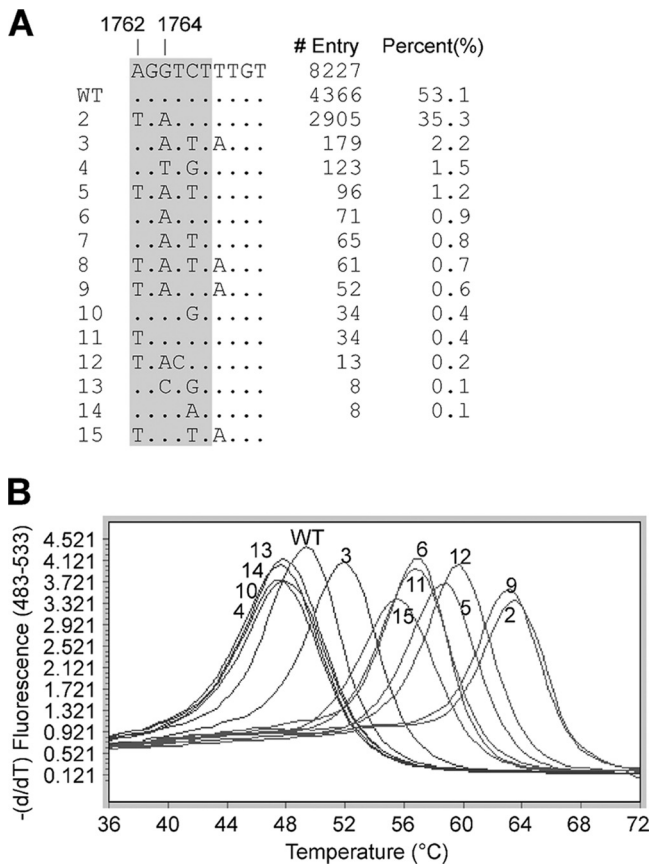 A
1762 1764
# Entry Percent(%)
AGGTCTTTGT 8227
WT .......... 4366 53.1
2 T.A....... 2905 35.3
3 ..A.T.A... 179 2.2
4 ..T.G..... 123 1.5
5 T.A.T..... 96 1.2
6 ..A....... 71 0.9
7 ..A.T..... 65 0.8
8 T.A.T.A... 61 0.7
9 T.A...A... 52 0.6
10 ....G..... 34 0.4
11 T......... 34 0.4
12 T.AC...... 13 0.2
13 ..C.G..... 8 0.1
14 ....A..... 8 0.1
15 T...T.A...
B
-(d/dT) Fluorescence (483-533)
4.521
4.121
3.721
3.321
2.921
2.521
2.121
1.721
1.321
0.921
0.521
0.121
13
14
10
4
WT
3
6
11
15
12
5
9
2
36 40 44 48 52 56 60 64 68 72
Temperature (°C)